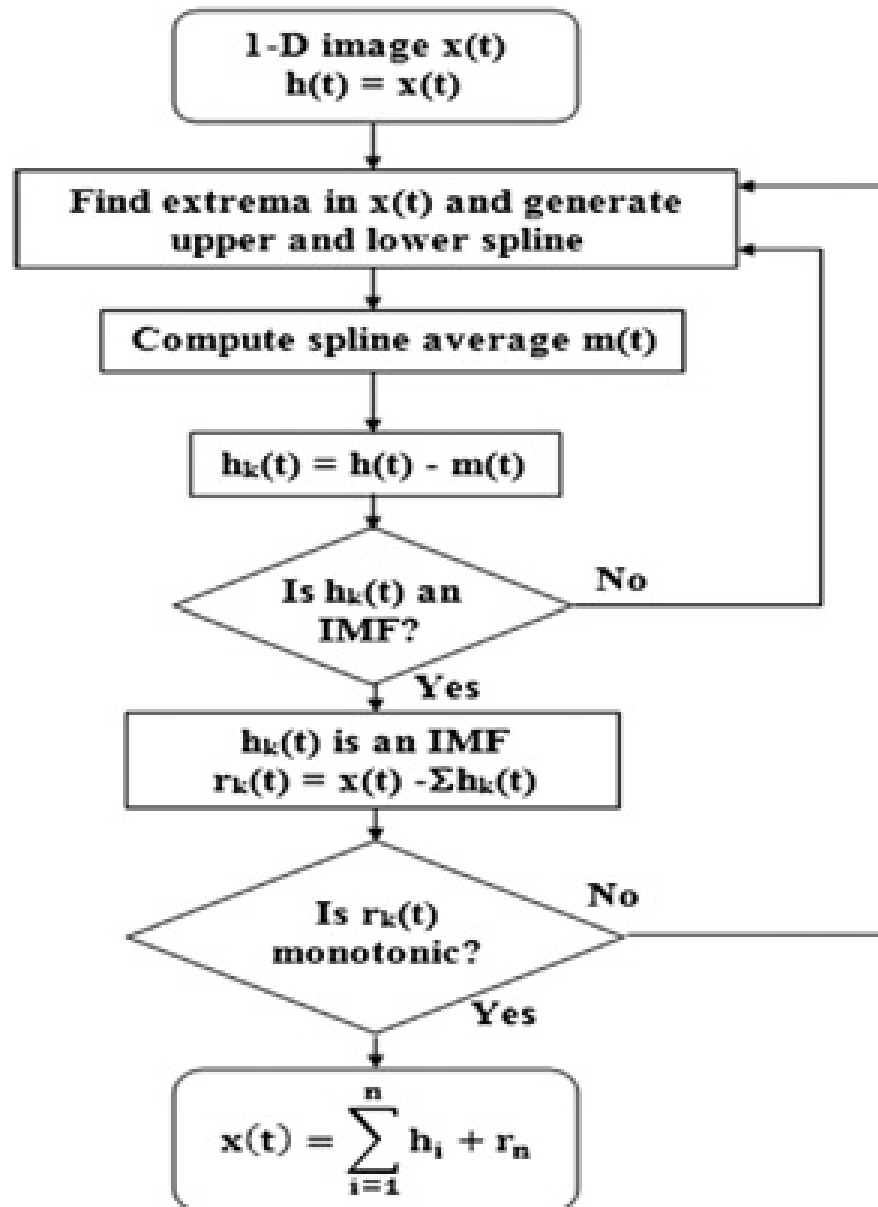 1-D image x(t)
h(t) = x(t)
Find extrema in x(t) and generate
upper and lower spline
Compute spline average m(t)
hₖ(t) = h(t) - m(t)
Is hₖ(t) an
IMF?
No
Yes
hₖ(t) is an IMF
rₖ(t) = x(t) -Σhₖ(t)
Is rₖ(t)
monotonic?
No
Yes
n
x(t) = ∑ hᵢ + rₙ
i=1